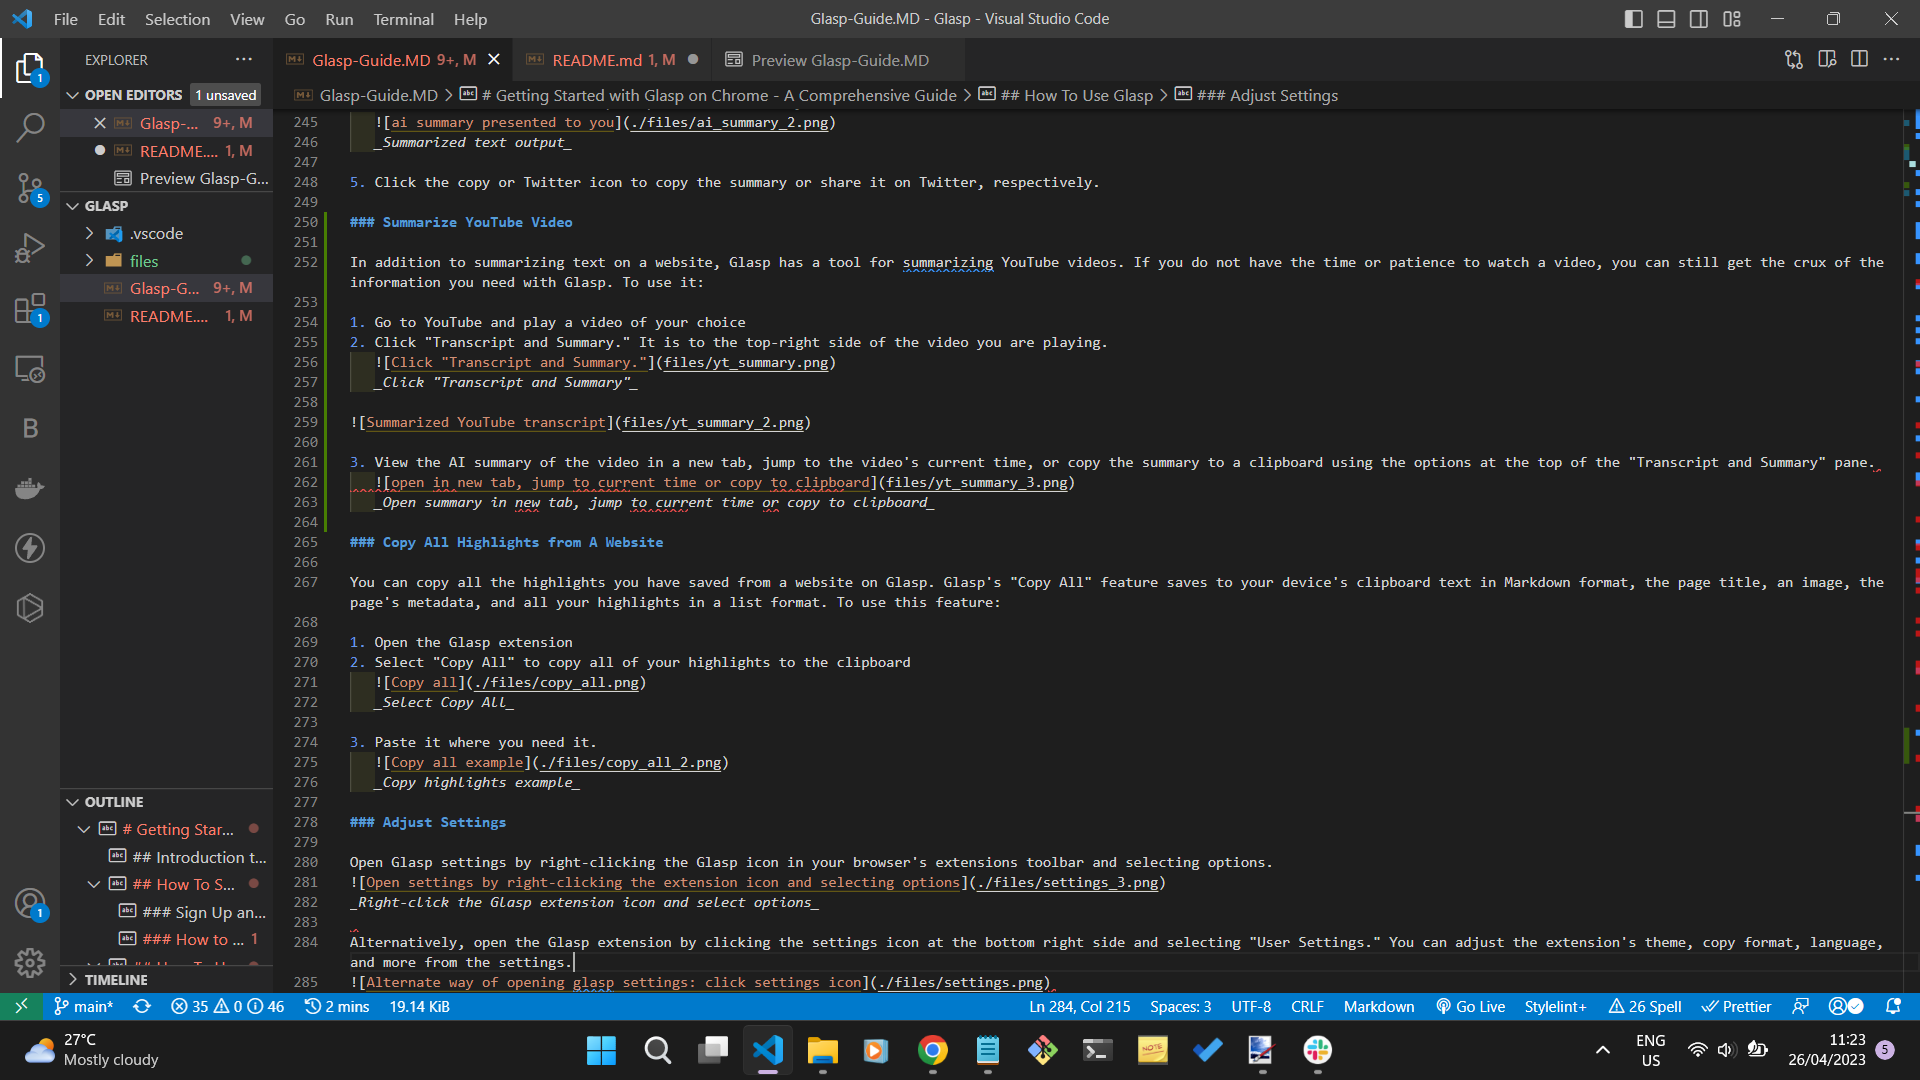 File Edit Selection View Go Run Terminal Help
Glasp-Guide.MD - Glasp - Visual Studio Code
EXPLORER
Glasp-Guide.MD 9+, M
README.md 1, M
Preview Glasp-Guide.MD
OPEN EDITORS 1 unsaved
Glasp-Guide.MD > # Getting Started with Glasp on Chrome - A Comprehensive Guide > ## How To Use Glasp > ### Adjust Settings
Glasp-... 9+, M
README.... 1, M
Preview Glasp-G...
GLASP
.vscode
files
Glasp-G... 9+, M
README.... 1, M
OUTLINE
# Getting Star...
## Introduction t...
## How To S...
### Sign Up an...
### How to ... 1
TIMELINE
1
5
1
B
1
245 ![ai summary presented to you](./files/ai_summary_2.png)
246 _Summarized text output_
247
248 5. Click the copy or Twitter icon to copy the summary or share it on Twitter, respectively.
249
250 ### Summarize YouTube Video
251
252 In addition to summarizing text on a website, Glasp has a tool for summarizing YouTube videos. If you do not have the time or patience to watch a video, you can still get the crux of the
information you need with Glasp. To use it:
253
254 1. Go to YouTube and play a video of your choice
255 2. Click "Transcript and Summary." It is to the top-right side of the video you are playing.
256 ![Click "Transcript and Summary."](files/yt_summary.png)
257 _Click "Transcript and Summary"_
258
259 ![Summarized YouTube transcript](files/yt_summary_2.png)
260
261 3. View the AI summary of the video in a new tab, jump to the video's current time, or copy the summary to a clipboard using the options at the top of the "Transcript and Summary" pane.
262 ![open in new tab, jump to current time or copy to clipboard](files/yt_summary_3.png)
263 _Open summary in new tab, jump to current time or copy to clipboard_
264
265 ### Copy All Highlights from A Website
266
267 You can copy all the highlights you have saved from a website on Glasp. Glasp's "Copy All" feature saves to your device's clipboard text in Markdown format, the page title, an image, the
page's metadata, and all your highlights in a list format. To use this feature:
268
269 1. Open the Glasp extension
270 2. Select "Copy All" to copy all of your highlights to the clipboard
271 ![Copy all](./files/copy_all.png)
272 _Select Copy All_
273
274 3. Paste it where you need it.
275 ![Copy all example](./files/copy_all_2.png)
276 _Copy highlights example_
277
278 ### Adjust Settings
279
280 Open Glasp settings by right-clicking the Glasp icon in your browser's extensions toolbar and selecting options.
281 ![Open settings by right-clicking the extension icon and selecting options](./files/settings_3.png)
282 _Right-click the Glasp extension icon and select options_
283
284 Alternatively, open the Glasp extension by clicking the settings icon at the bottom right side and selecting "User Settings." You can adjust the extension's theme, copy format, language,
and more from the settings.
285 ![Alternate way of opening glasp settings: click settings icon](./files/settings.png)
main* 35 0 46 2 mins 19.14 KiB
Ln 284, Col 215 Spaces: 3 UTF-8 CRLF Markdown Go Live Stylelint+ 26 Spell Prettier
27°C
Mostly cloudy
NOTE
ENG
US
11:23
26/04/2023
5